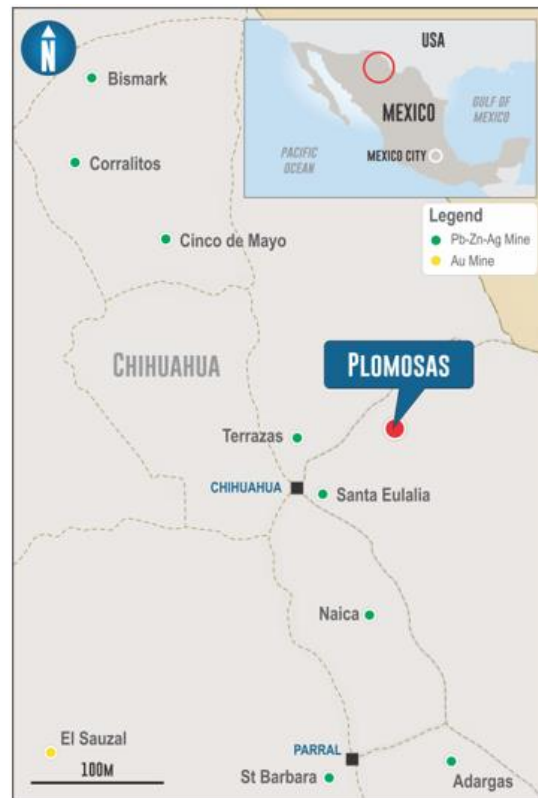 N
USA
MEXICO
GULF OF
MEXICO
PACIFIC
OCEAN
MEXICO CITY
Legend
Pb-Zn-Ag Mine
Au Mine
Bismark
Corralitos
Cinco de Mayo
CHIHUAHUA
PLOMOSAS
Terrazas
CHIHUAHUA
Santa Eulalia
Naica
El Sauzal
100M
PARRAL
St Barbara
Adargas